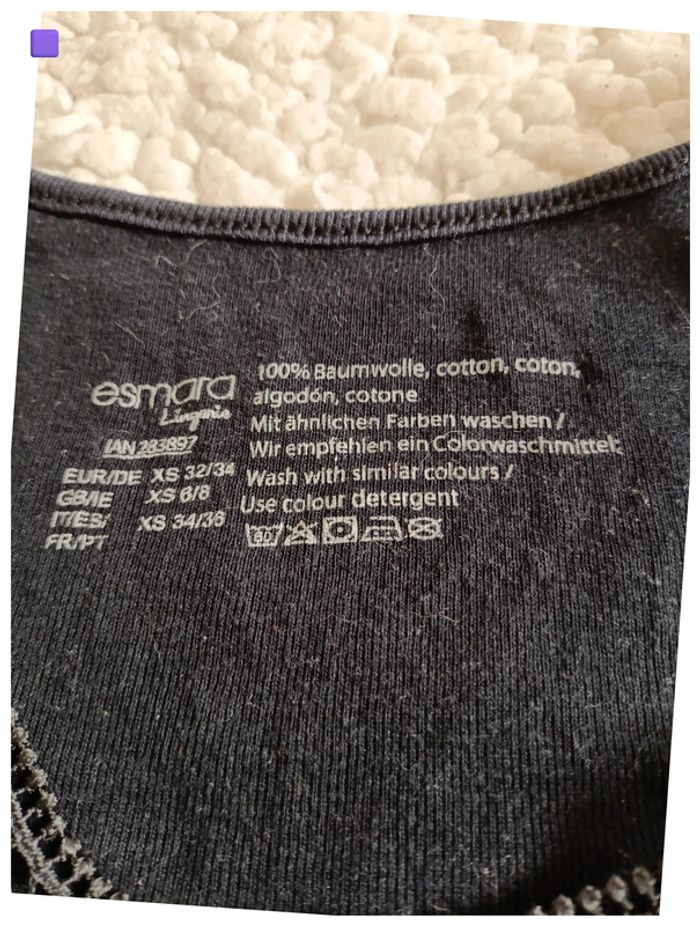 esmara
Lingerie
IAN 283897
EUR/DE XS 32/34
GB/IE XS 6/8
IT/ES/ XS 34/36
FR/PT
100% Baumwolle, cotton, coton,
algodón, cotone
Mit ähnlichen Farben waschen /
Wir empfehlen ein Colorwaschmittel.
Wash with similar colours /
Use colour detergent
60